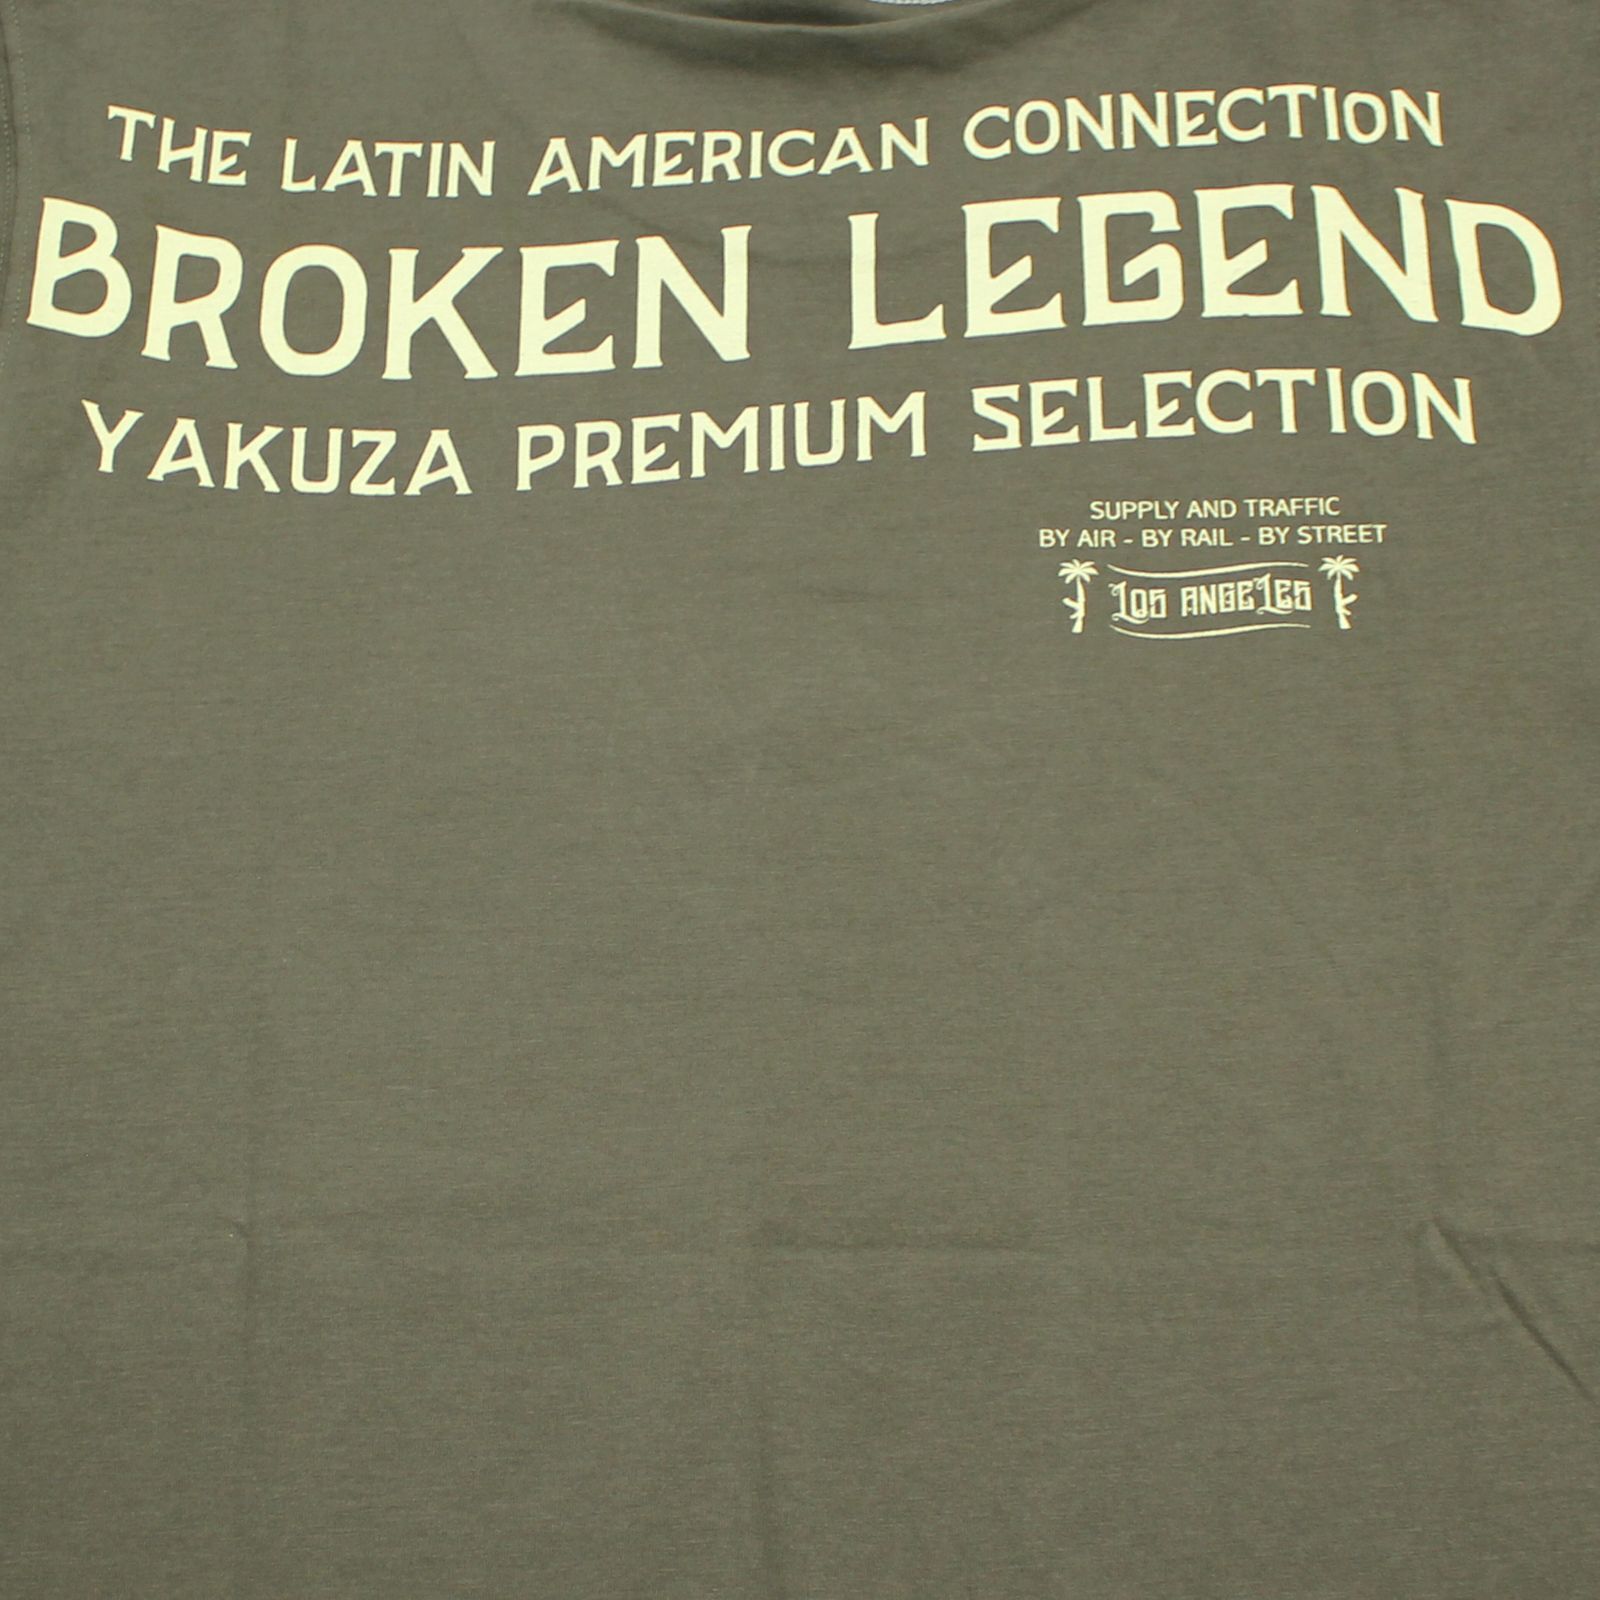 THE LATIN AMERICAN CONNECTION
BROKEN LEGEND
YAKUZA PREMIUM SELECTION
SUPPLY AND TRAFFIC
BY AIR - BY RAIL - BY STREET
LOS ANGELES